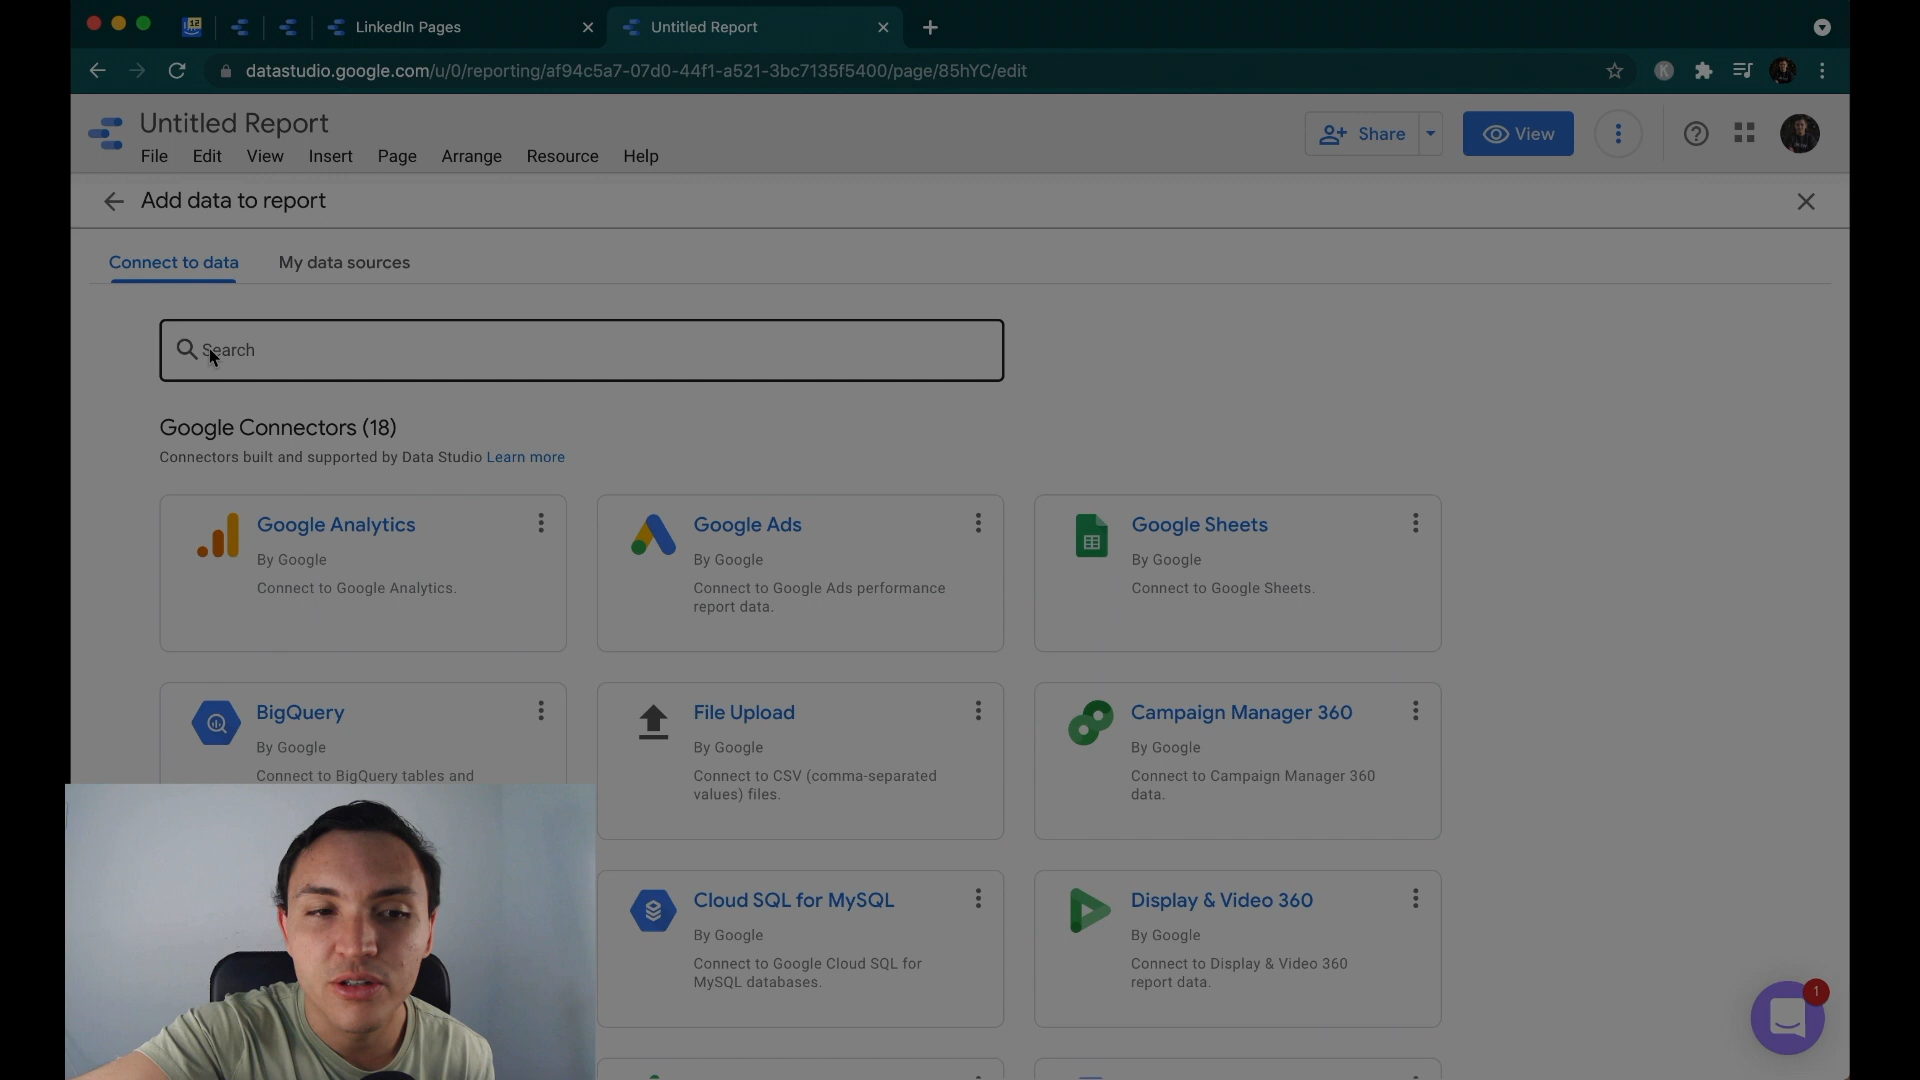 12
LinkedIn Pages
Untitled Report
datastudio.google.com/u/0/reporting/af94c5a7-07d0-44f1-a521-3bc7135f5400/page/85hYC/edit
K
Untitled Report
File Edit View Insert Page Arrange Resource Help
Share
View
Add data to report
Connect to data
My data sources
Search
Google Connectors (18)
Connectors built and supported by Data Studio Learn more
Google Analytics
By Google
Connect to Google Analytics.
Google Ads
By Google
Connect to Google Ads performance
report data.
Google Sheets
By Google
Connect to Google Sheets.
BigQuery
By Google
Connect to BigQuery tables and
File Upload
By Google
Connect to CSV (comma-separated
values) files.
Campaign Manager 360
By Google
Connect to Campaign Manager 360
data.
Cloud SQL for MySQL
By Google
Connect to Google Cloud SQL for
MySQL databases.
Display & Video 360
By Google
Connect to Display & Video 360
report data.
1